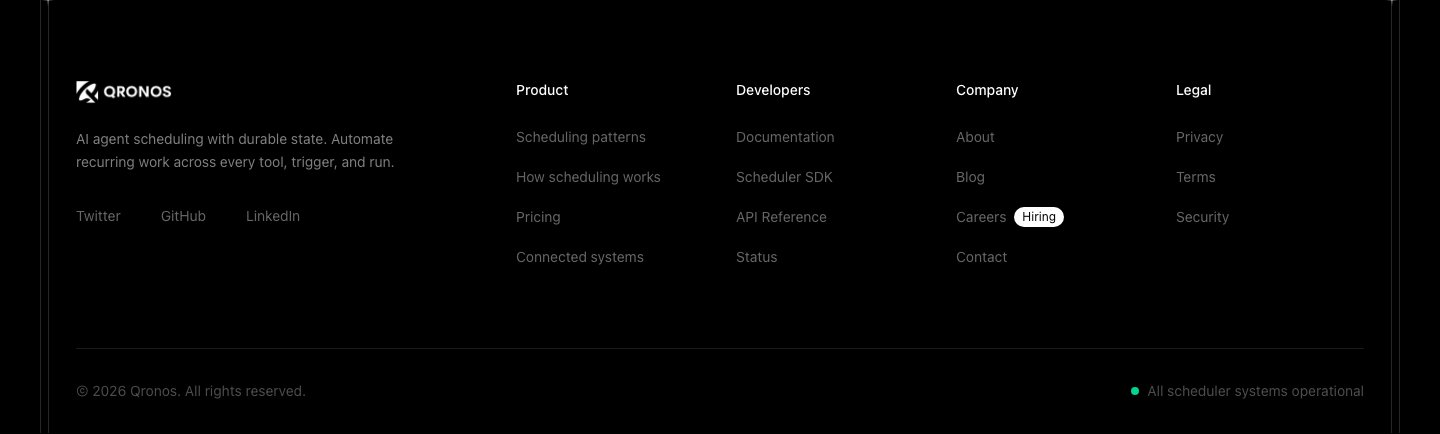 QRONOS
AI agent scheduling with durable state. Automate
recurring work across every tool, trigger, and run.
Twitter GitHub LinkedIn
Product
Scheduling patterns
How scheduling works
Pricing
Connected systems
Developers
Documentation
Scheduler SDK
API Reference
Status
Company
About
Blog
Careers Hiring
Contact
Legal
Privacy
Terms
Security
© 2026 Qronos. All rights reserved.
All scheduler systems operational